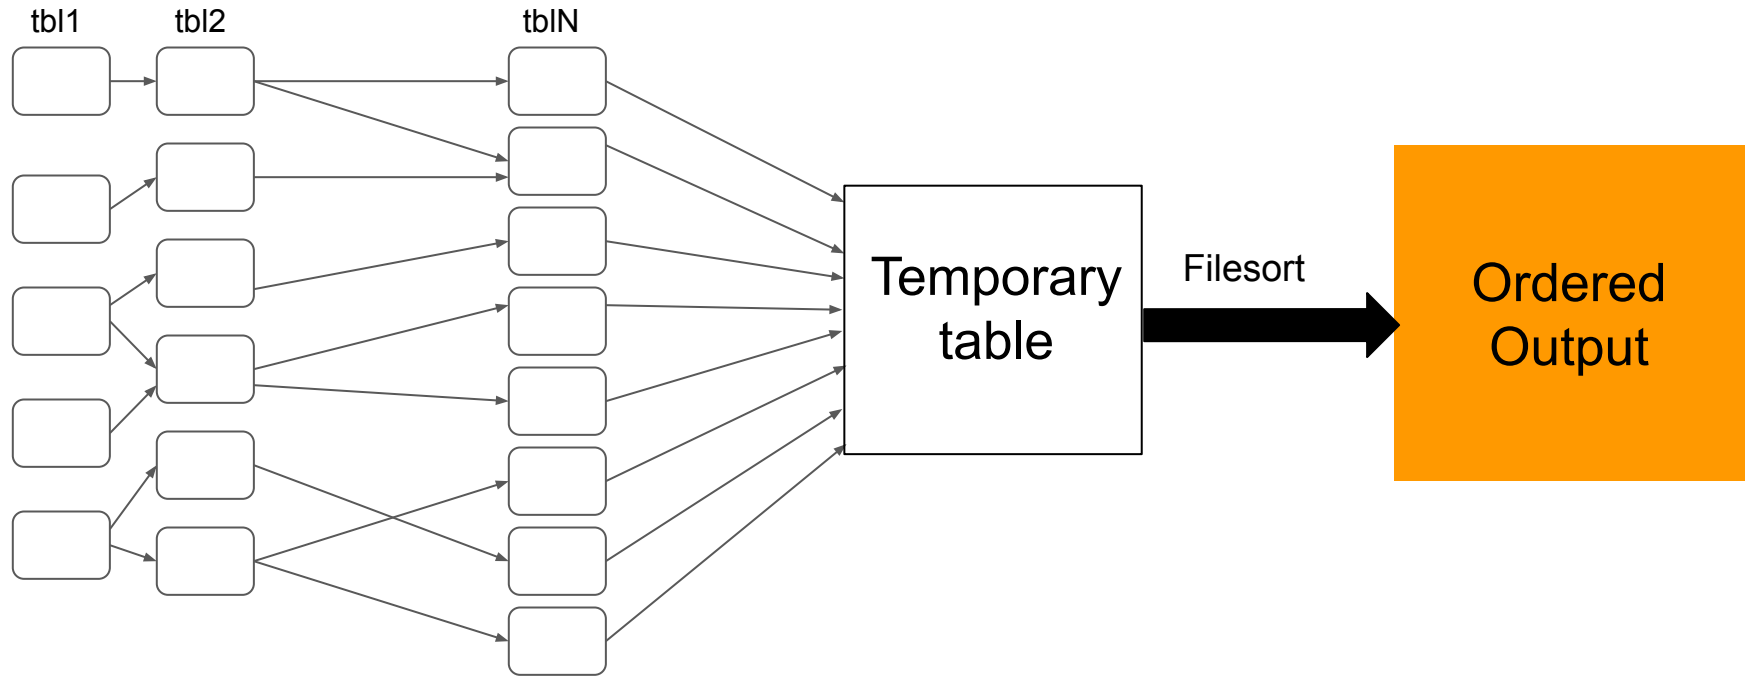 tbl1
tbl2
tblN
Temporary
table
Filesort
Ordered
Output